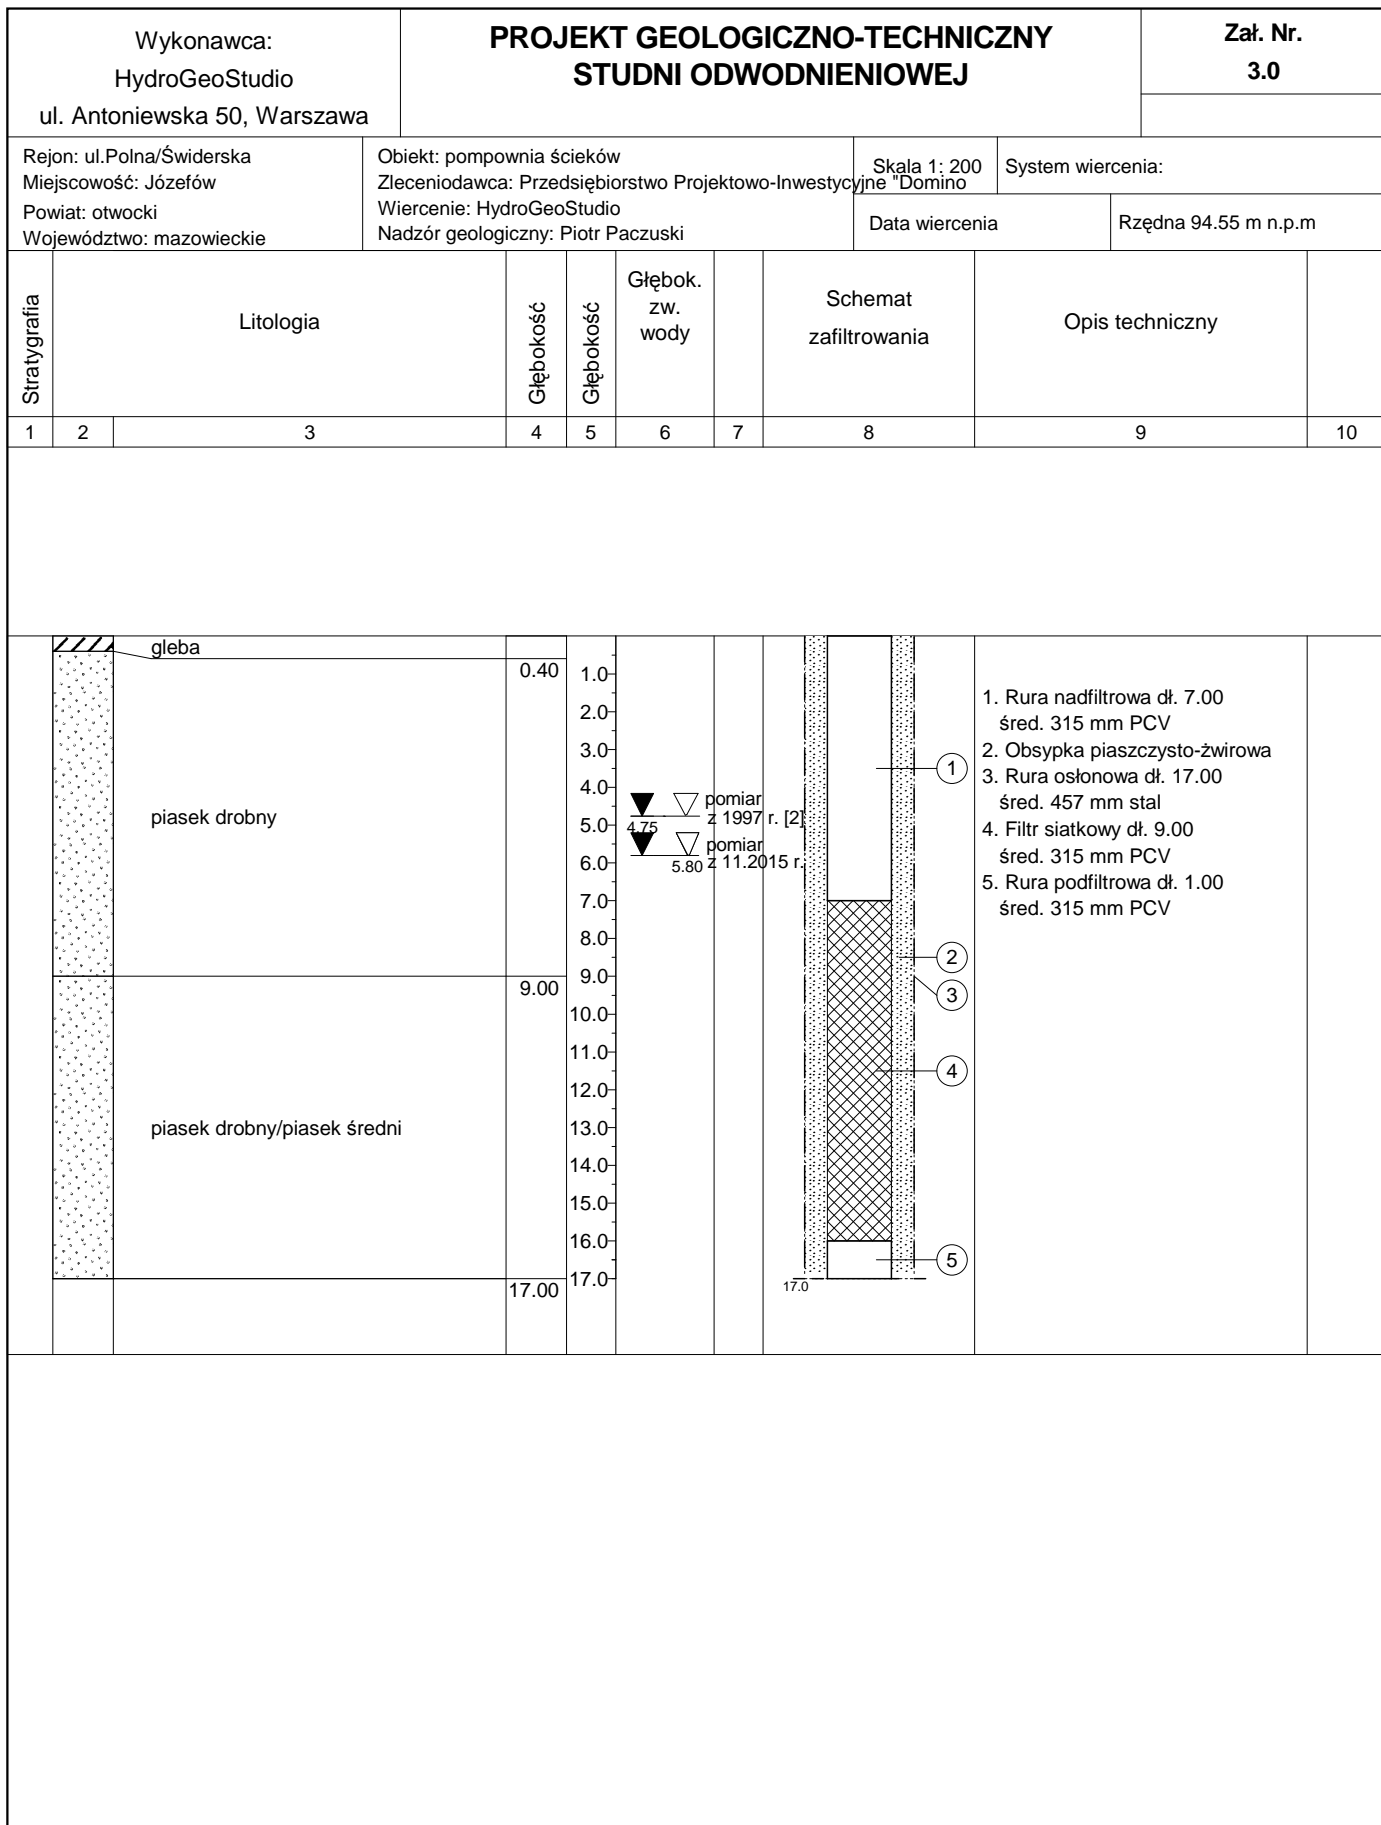 Wykonawca:
HydroGeoStudio
ul. Antoniewska 50, Warszawa
PROJEKT GEOLOGICZNO-TECHNICZNY
STUDNI ODWODNIENIOWEJ
Zał. Nr.
3.0
Rejon: ul.Polna/Świderska
Miejscowość: Józefów
Powiat: otwocki
Województwo: mazowieckie
Obiekt: pompownia ścieków
Zleceniodawca: Przedsiębiorstwo Projektowo-Inwestycyjne "Domino
Wiercenie: HydroGeoStudio
Nadzór geologiczny: Piotr Paczuski
Skala 1: 200
System wiercenia:
Data wiercenia
Rzędna 94.55 m n.p.m
Stratygrafia
Litologia
Głębokość
Głębokość
Głębok.
zw.
wody
Schemat
zafiltrowania
Opis techniczny
1 2 3 4 5 6 7 8 9 10
gleba
0.40
piasek drobny
9.00
piasek drobny/piasek średni
17.00
1.0
2.0
3.0
4.0
5.0
6.0
7.0
8.0
9.0
10.0
11.0
12.0
13.0
14.0
15.0
16.0
17.0
4.75
pomiar
z 1997 r. [2]
5.80
pomiar
z 11.2015 r.
1
2
3
4
5
17.0
1. Rura nadfiltrowa dł. 7.00
śred. 315 mm PCV
2. Obsypka piaszczysto-żwirowa
3. Rura osłonowa dł. 17.00
śred. 457 mm stal
4. Filtr siatkowy dł. 9.00
śred. 315 mm PCV
5. Rura podfiltrowa dł. 1.00
śred. 315 mm PCV